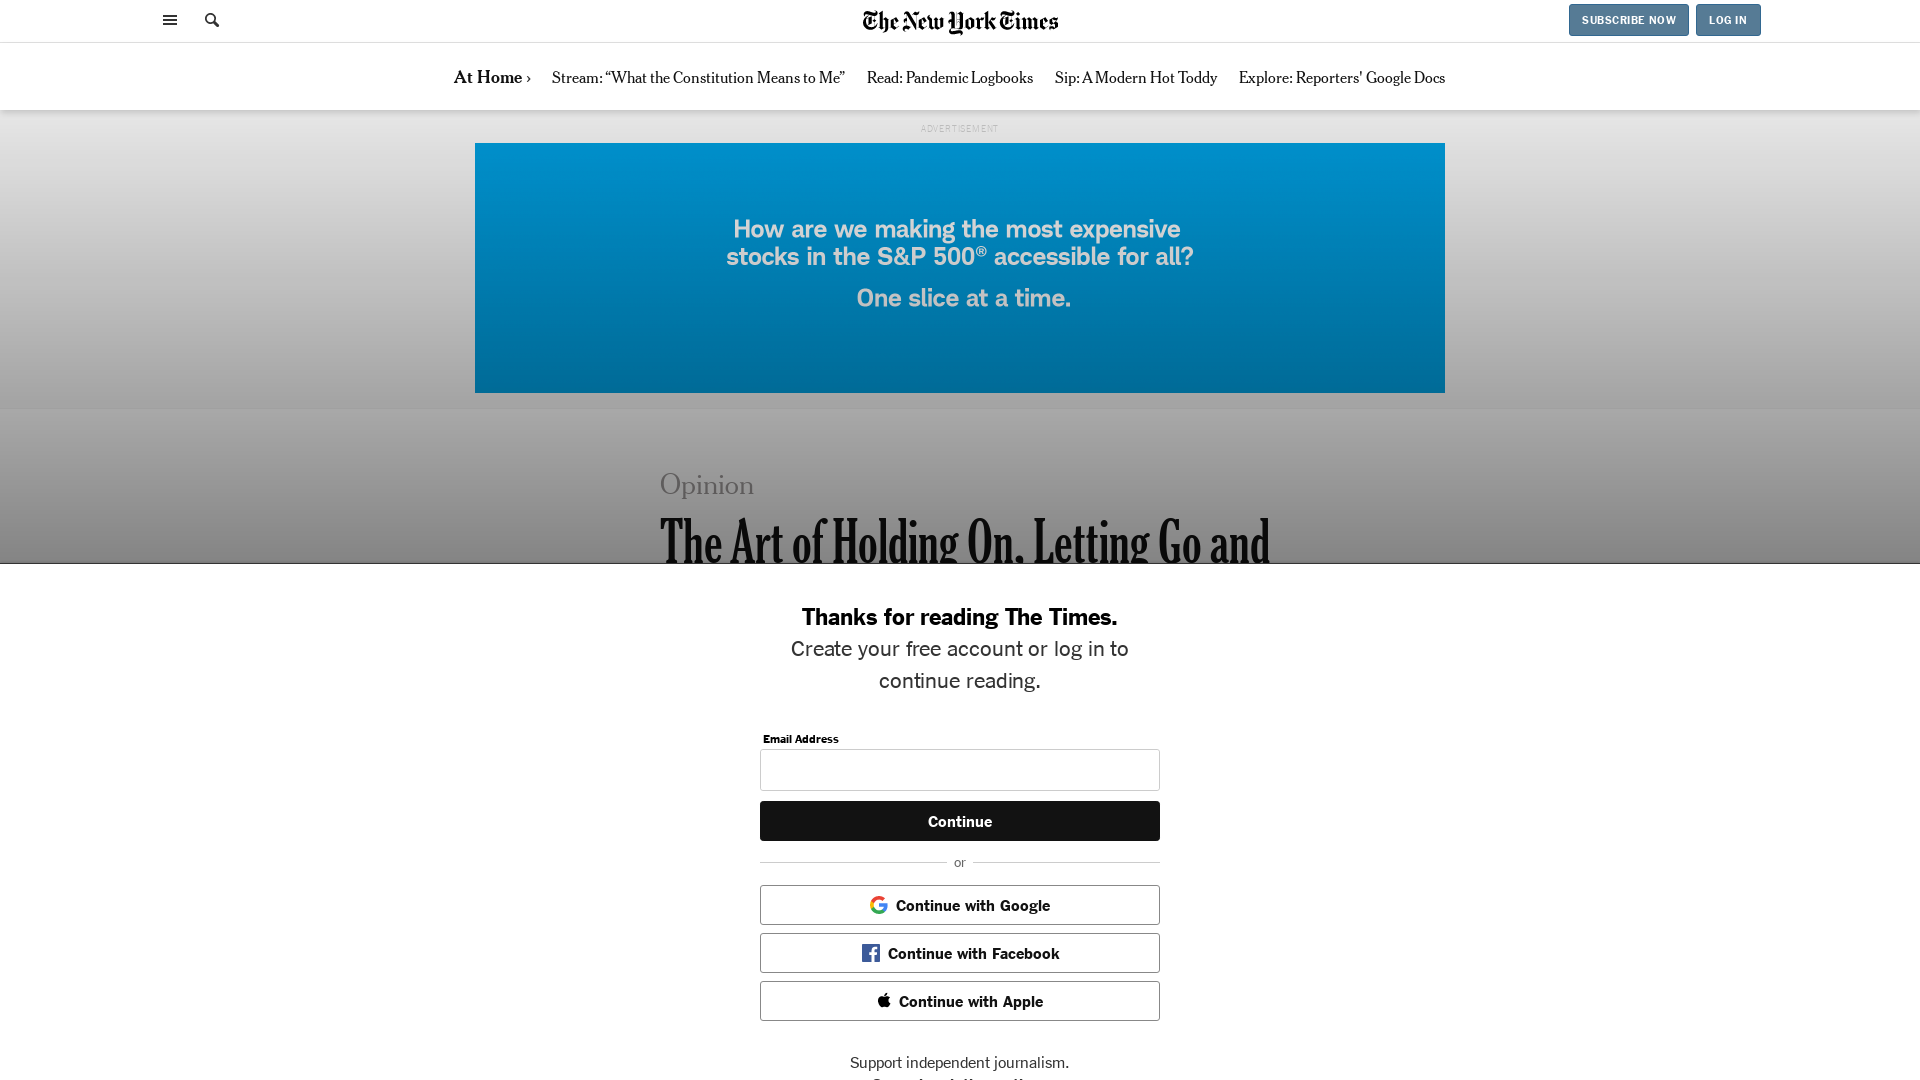 The New York Times
SUBSCRIBE NOW
LOG IN
At Home ›
Stream: “What the Constitution Means to Me”
Read: Pandemic Logbooks
Sip: A Modern Hot Toddy
Explore: Reporters' Google Docs
ADVERTISEMENT
How are we making the most expensive
stocks in the S&P 500® accessible for all?
One slice at a time.
Opinion
The Art of Holding On, Letting Go and
Thanks for reading The Times.
Create your free account or log in to
continue reading.
Email Address
Continue
or
Continue with Google
Continue with Facebook
Continue with Apple
Support independent journalism.